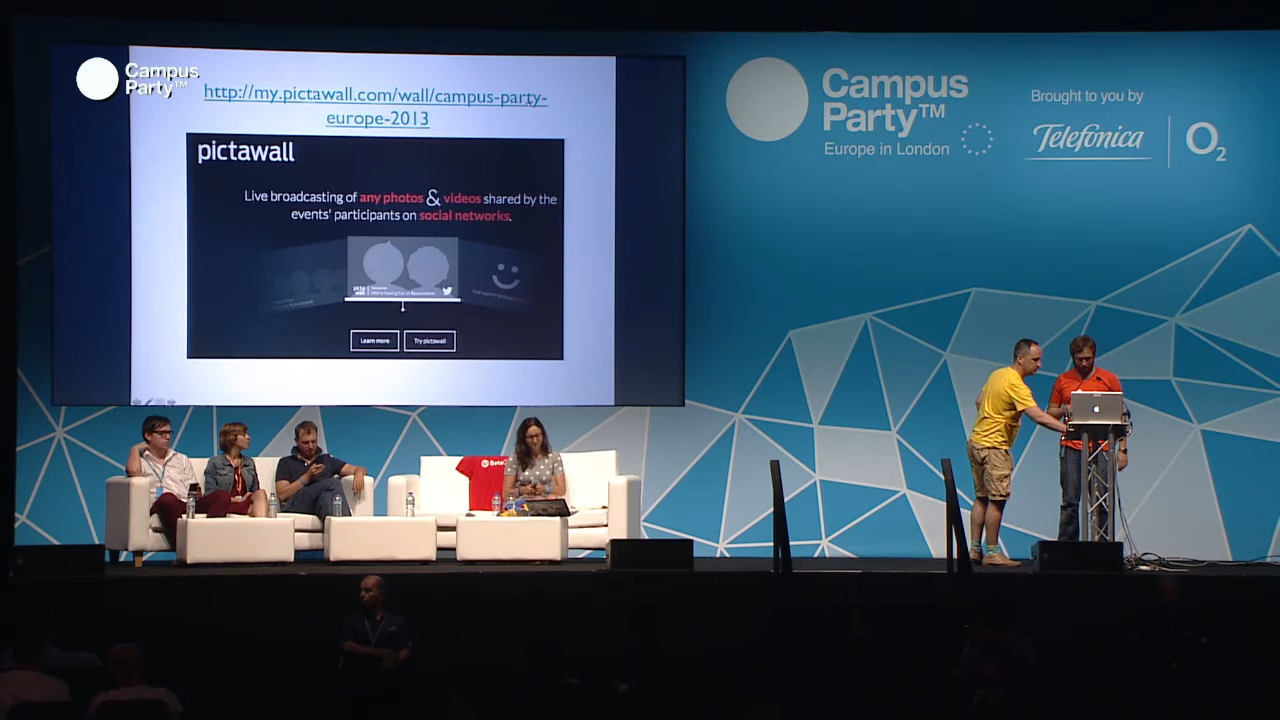 Campus
Party™
http://my.pictawall.com/wall/campus-party-
europe-2013
pictawall
Live broadcasting of any photos & videos shared by the
events' participants on social networks.
Learn more
Try pictawall
Campus
Party™
Europe in London
Brought to you by
Telefónica
O2